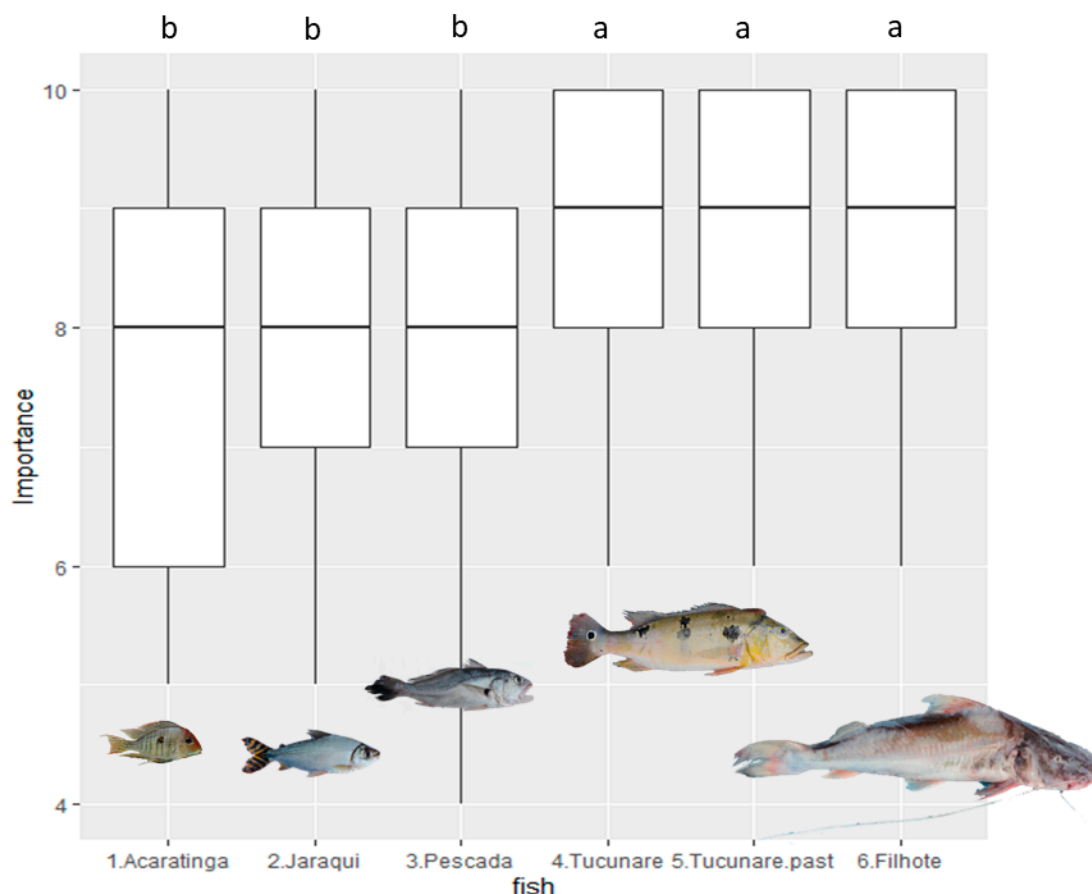 b b b a a a
10
8
6
4
Importance
1.Acaratinga 2.Jaraqui 3.Pescada 4.Tucunare 5.Tucunare.past 6.Filhote
fish